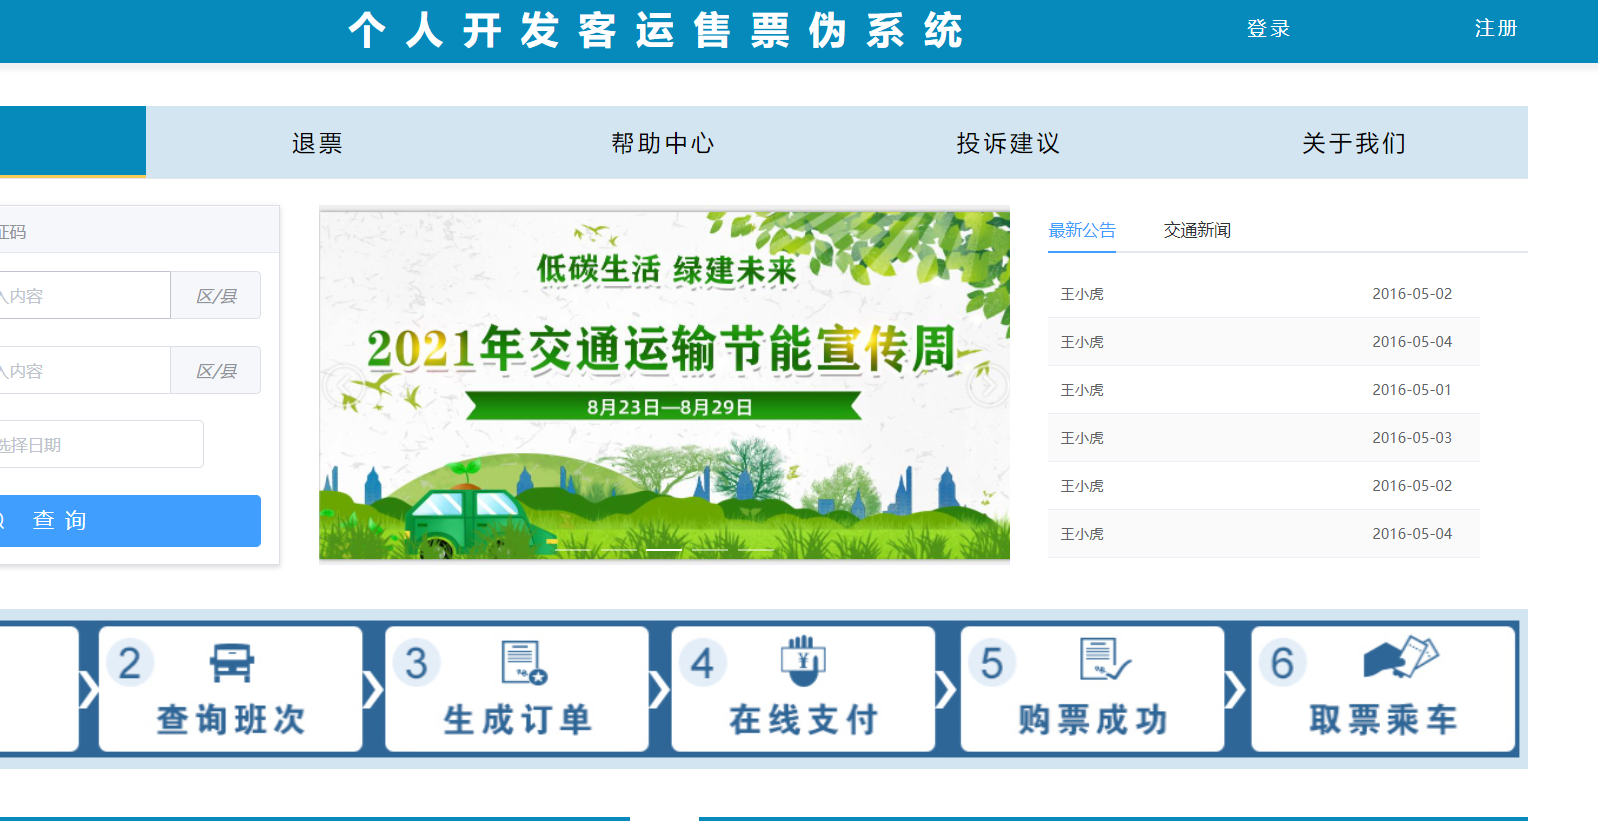 个人开发客运售票伪系统
登录
注册
退票
帮助中心
投诉建议
关于我们
证码
入内容
区/县
入内容
区/县
选择日期
查 询
低碳生活 绿建未来
2021年交通运输节能宣传周
8月23日—8月29日
最新公告
交通新闻
王小虎 2016-05-02
王小虎 2016-05-04
王小虎 2016-05-01
王小虎 2016-05-03
王小虎 2016-05-02
王小虎 2016-05-04
2 查询班次
3 生成订单
4 在线支付
5 购票成功
6 取票乘车